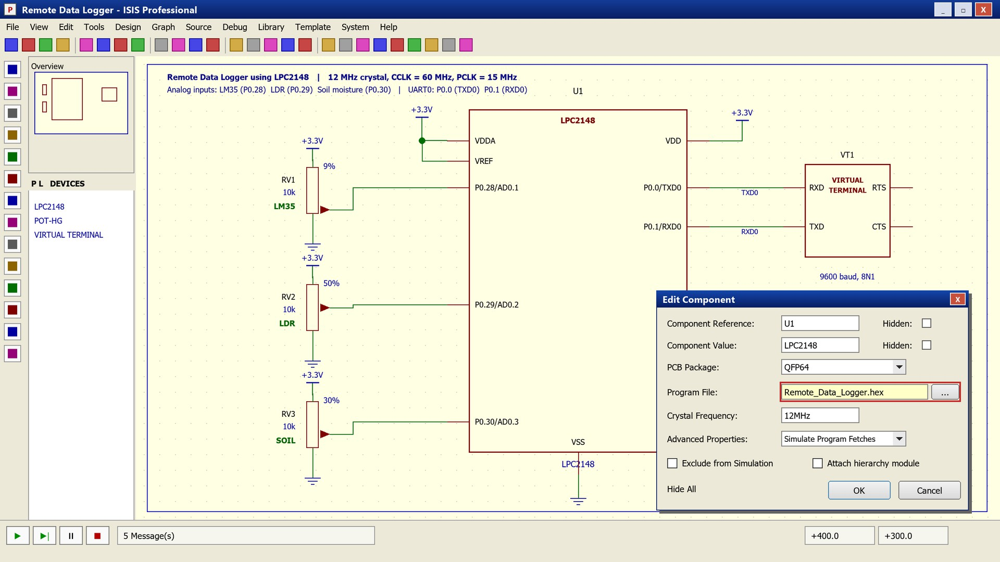 P Remote Data Logger - ISIS Professional _ □ X
File View Edit Tools Design Graph Source Debug Library Template System Help
Overview
P L DEVICES
LPC2148
POT-HG
VIRTUAL TERMINAL
Remote Data Logger using LPC2148 | 12 MHz crystal, CCLK = 60 MHz, PCLK = 15 MHz
Analog inputs: LM35 (P0.28) LDR (P0.29) Soil moisture (P0.30) | UART0: P0.0 (TXD0) P0.1 (RXD0)
U1
+3.3V
+3.3V
LPC2148
VDDA
VDD
+3.3V
VREF
9%
RV1
10k
LM35
P0.28/AD0.1
P0.0/TXD0
TXD0
P0.1/RXD0
RXD0
VT1
VIRTUAL
TERMINAL
RXD
RTS
TXD
CTS
9600 baud, 8N1
+3.3V
50%
RV2
10k
LDR
P0.29/AD0.2
+3.3V
30%
RV3
10k
SOIL
P0.30/AD0.3
VSS
LPC2148
Edit Component X
Component Reference: U1 Hidden:
Component Value: LPC2148 Hidden:
PCB Package: QFP64
Program File: Remote_Data_Logger.hex ...
Crystal Frequency: 12MHz
Advanced Properties: Simulate Program Fetches
Exclude from Simulation Attach hierarchy module
Hide All OK Cancel
5 Message(s) +400.0 +300.0